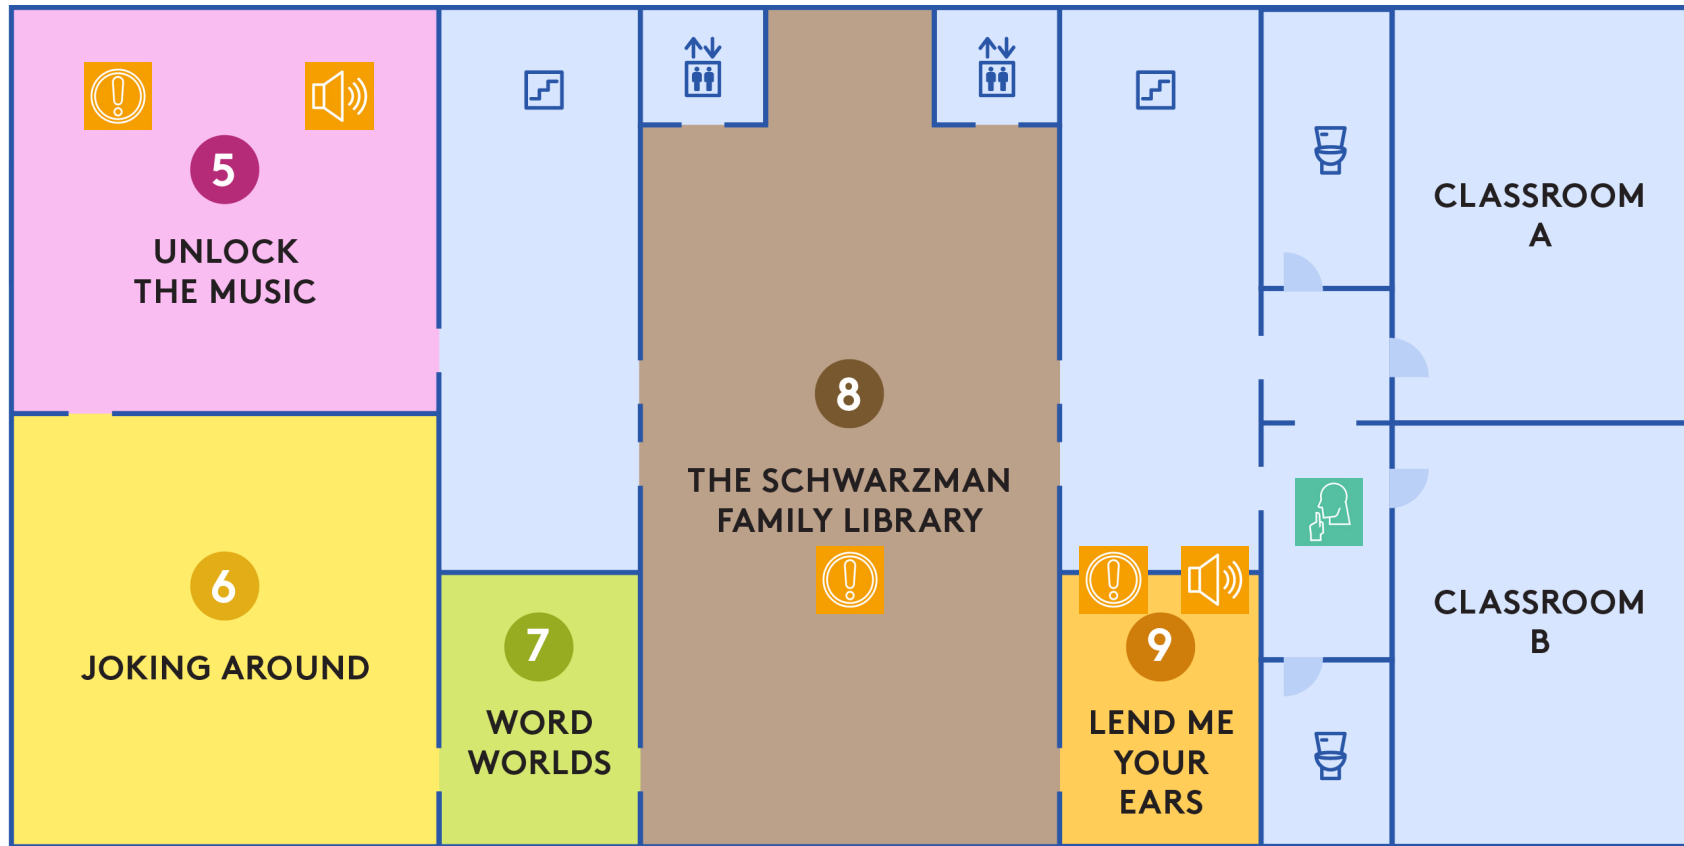 5
UNLOCK
THE MUSIC
6
JOKING AROUND
7
WORD
WORLDS
8
THE SCHWARZMAN
FAMILY LIBRARY
9
LEND ME
YOUR
EARS
CLASSROOM
A
CLASSROOM
B